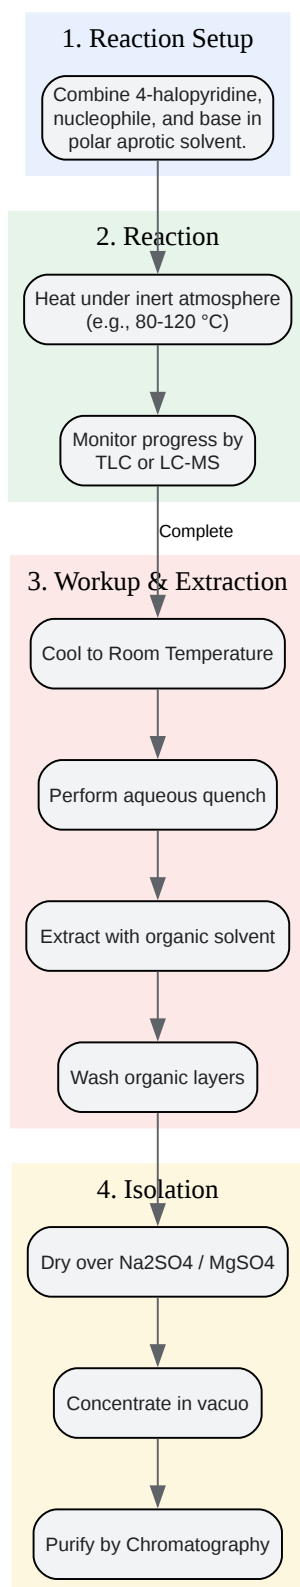 1. Reaction Setup
Combine 4-halopyridine,
nucleophile, and base in
polar aprotic solvent.
2. Reaction
Heat under inert atmosphere
(e.g., 80-120 °C)
Monitor progress by
TLC or LC-MS
Complete
3. Workup & Extraction
Cool to Room Temperature
Perform aqueous quench
Extract with organic solvent
Wash organic layers
4. Isolation
Dry over Na2SO4 / MgSO4
Concentrate in vacuo
Purify by Chromatography